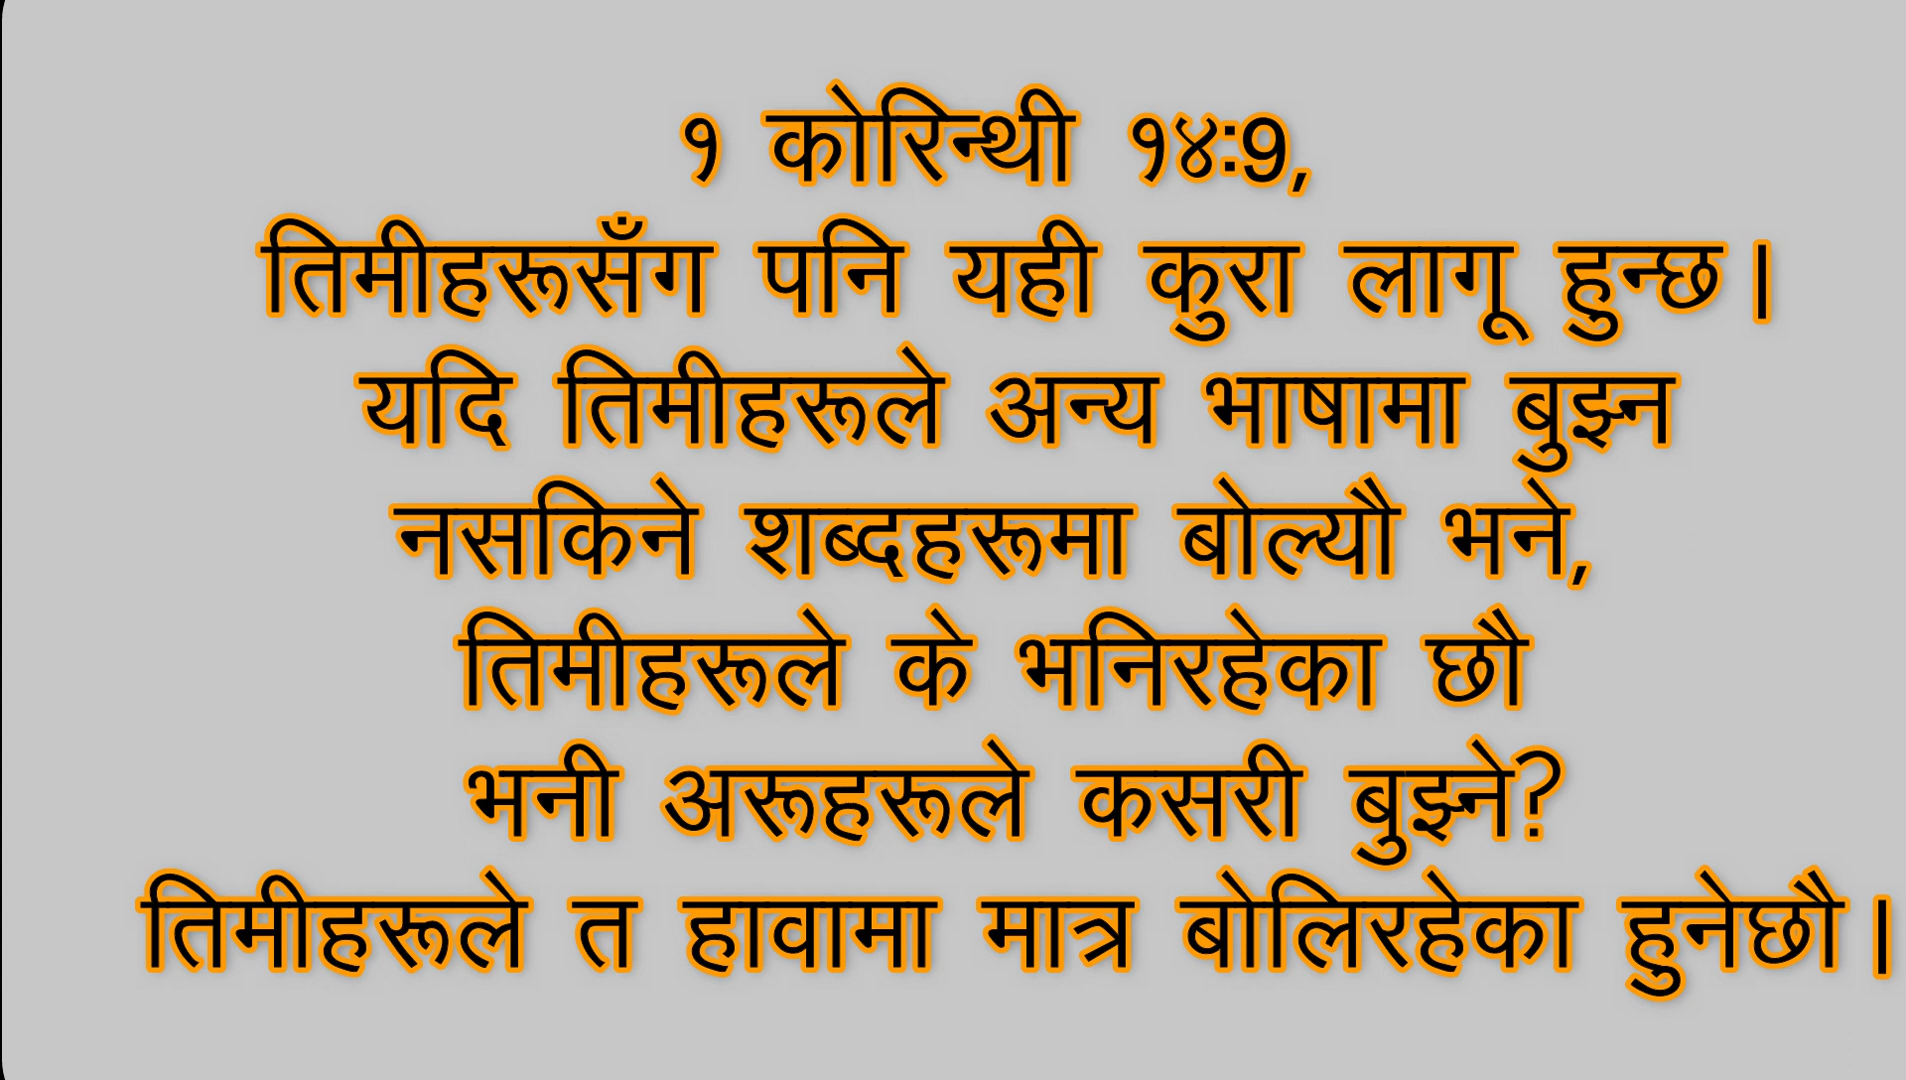 १ कोरिन्थी १४:9,
तिमीहरूसँग पनि यही कुरा लागू हुन्छ।
यदि तिमीहरूले अन्य भाषामा बुझ्न
नसकिने शब्दहरूमा बोल्यौ भने,
तिमीहरूले के भनिरहेका छौ
भनी अरूहरूले कसरी बुझ्ने?
तिमीहरूले त हावामा मात्र बोलिरहेका हुनेछौ।